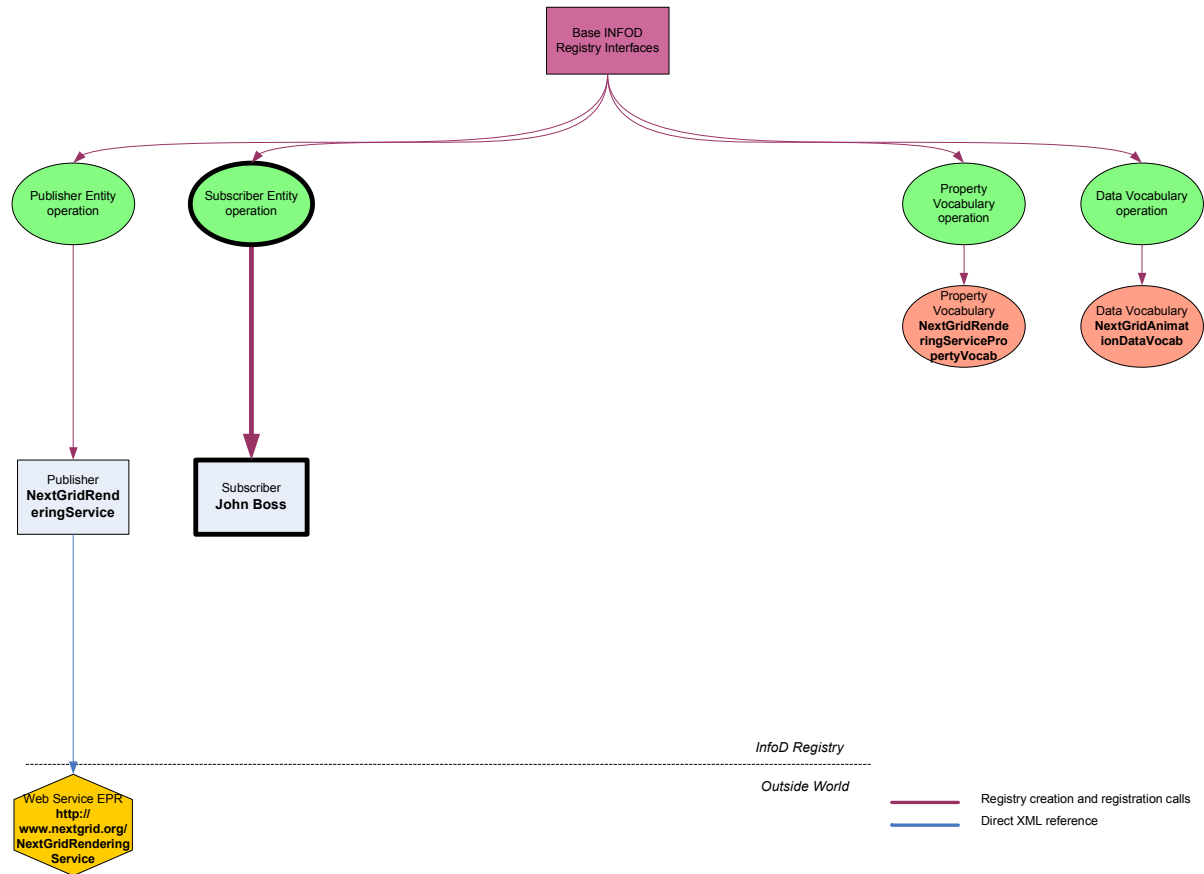 Base INFOD
Registry Interfaces
Publisher Entity
operation
Subscriber Entity
operation
Property
Vocabulary
operation
Data Vocabulary
operation
Property
Vocabulary
NextGridRende
ringServicePro
pertyVocab
Data Vocabulary
NextGridAnimat
ionDataVocab
Publisher
NextGridRend
eringService
Subscriber
John Boss
InfoD Registry
Outside World
Web Service EPR
http://
www.nextgrid.org/
NextGridRendering
Service
Registry creation and registration calls
Direct XML reference